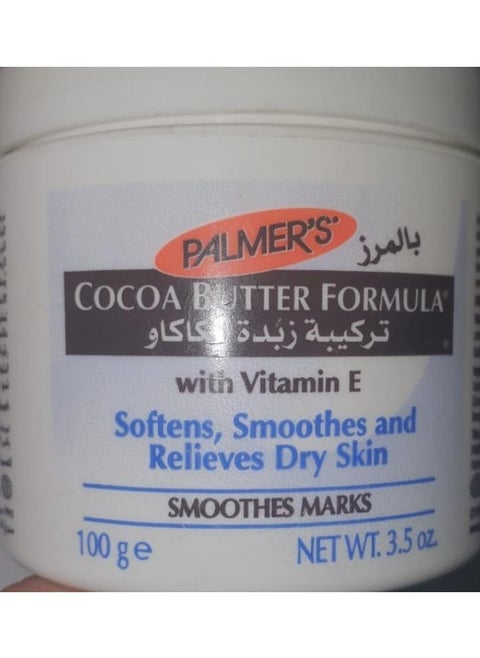 PALMER'S® بالمرز
COCOA BUTTER FORMULA®
تركيبة زبدة الكاكاو
with Vitamin E
Softens, Smoothes and
Relieves Dry Skin
SMOOTHES MARKS
100 g e NET WT. 3.5 oz.